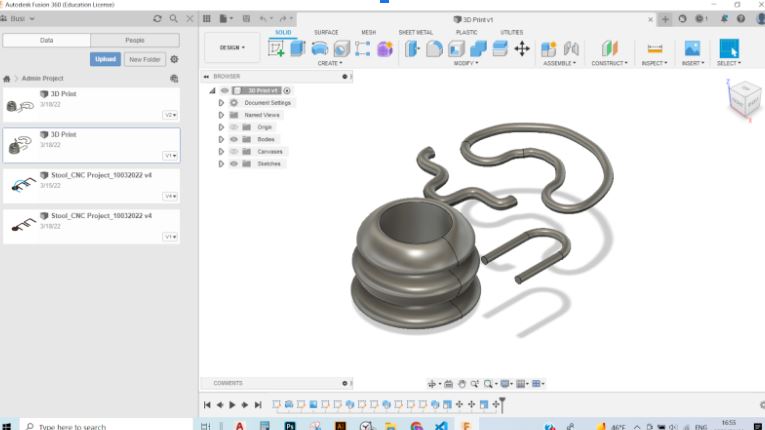 Autodesk Fusion 360 (Education License)
Busi
3D Print v1
1
Data
People
Upload
New Folder
Admin Project
3D Print
3/18/22
V2
3D Print
3/18/22
V1
Stool_CNC Project_10032022 v4
3/15/22
V4
Stool_CNC Project_10032022 v4
3/18/22
V1
DESIGN
SOLID
SURFACE
MESH
SHEET METAL
PLASTIC
UTILITIES
CREATE
MODIFY
ASSEMBLE
CONSTRUCT
INSPECT
INSERT
SELECT
BROWSER
3D Print v1
Document Settings
Named Views
Origin
Bodies
Canvases
Sketches
Z
X
COMMENTS
Type here to search
Ps
Ai
F
46°F
ENG
16:55